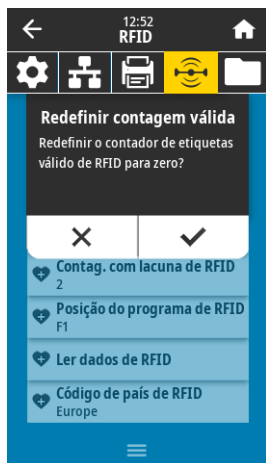 12:52
RFID
Redefinir contagem válida
Redefinir o contador de etiquetas
válido de RFID para zero?
Contag. com lacuna de RFID
2
Posição do programa de RFID
F1
Ler dados de RFID
Código de país de RFID
Europe